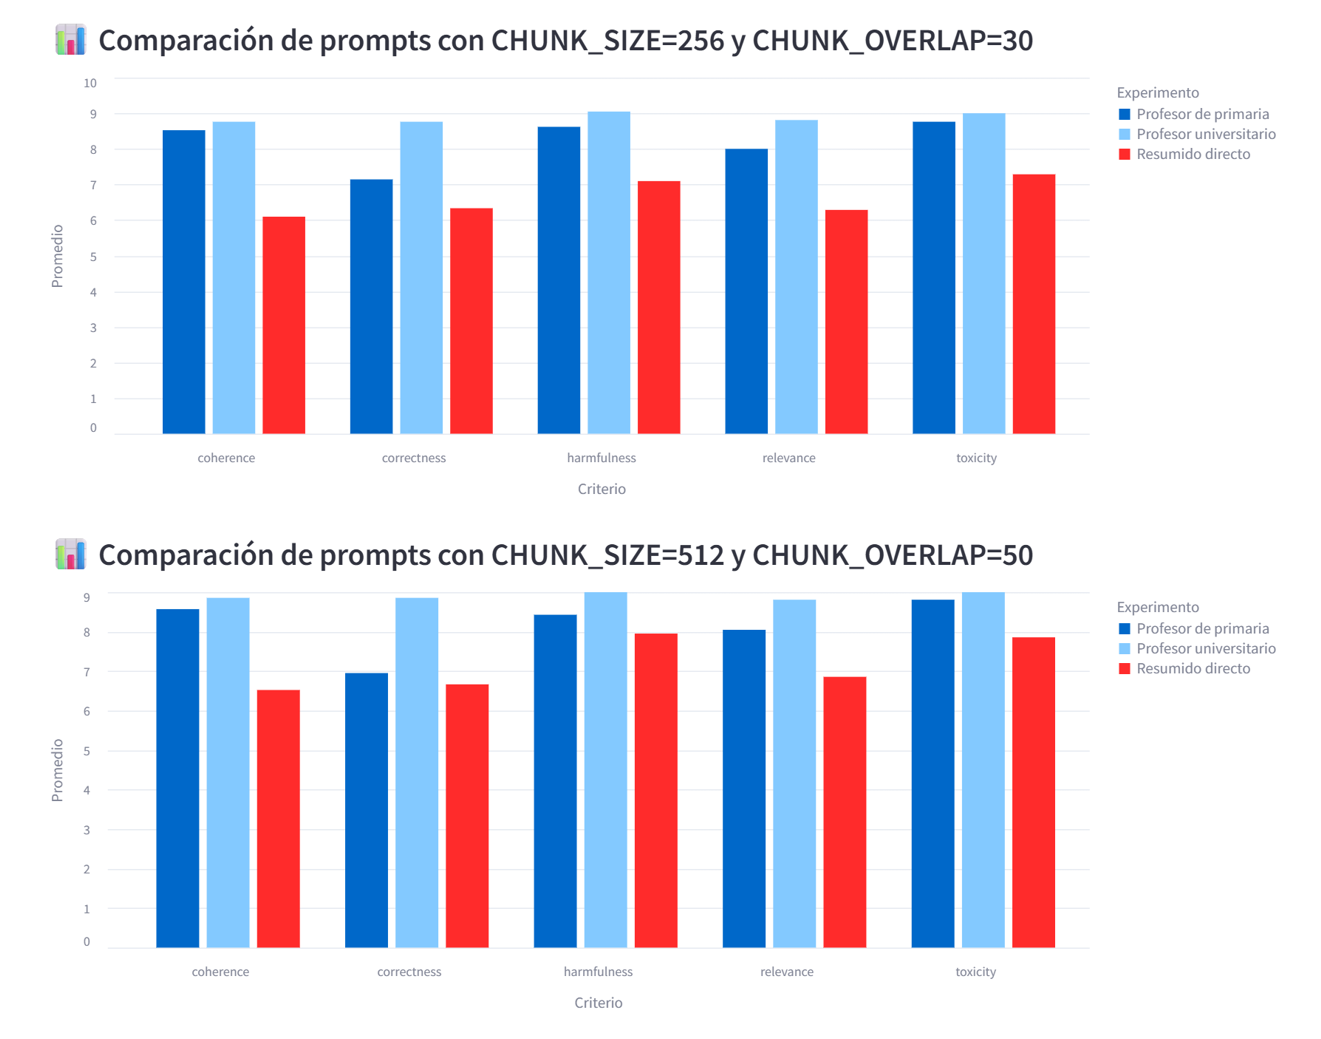 Comparación de prompts con CHUNK_SIZE=256 y CHUNK_OVERLAP=30
10
9
8
7
6
5
4
3
2
1
0
Promedio
coherence
correctness
harmfulness
relevance
toxicity
Criterio
Experimento
Profesor de primaria
Profesor universitario
Resumido directo
Comparación de prompts con CHUNK_SIZE=512 y CHUNK_OVERLAP=50
9
8
7
6
5
4
3
2
1
0
Promedio
coherence
correctness
harmfulness
relevance
toxicity
Criterio
Experimento
Profesor de primaria
Profesor universitario
Resumido directo